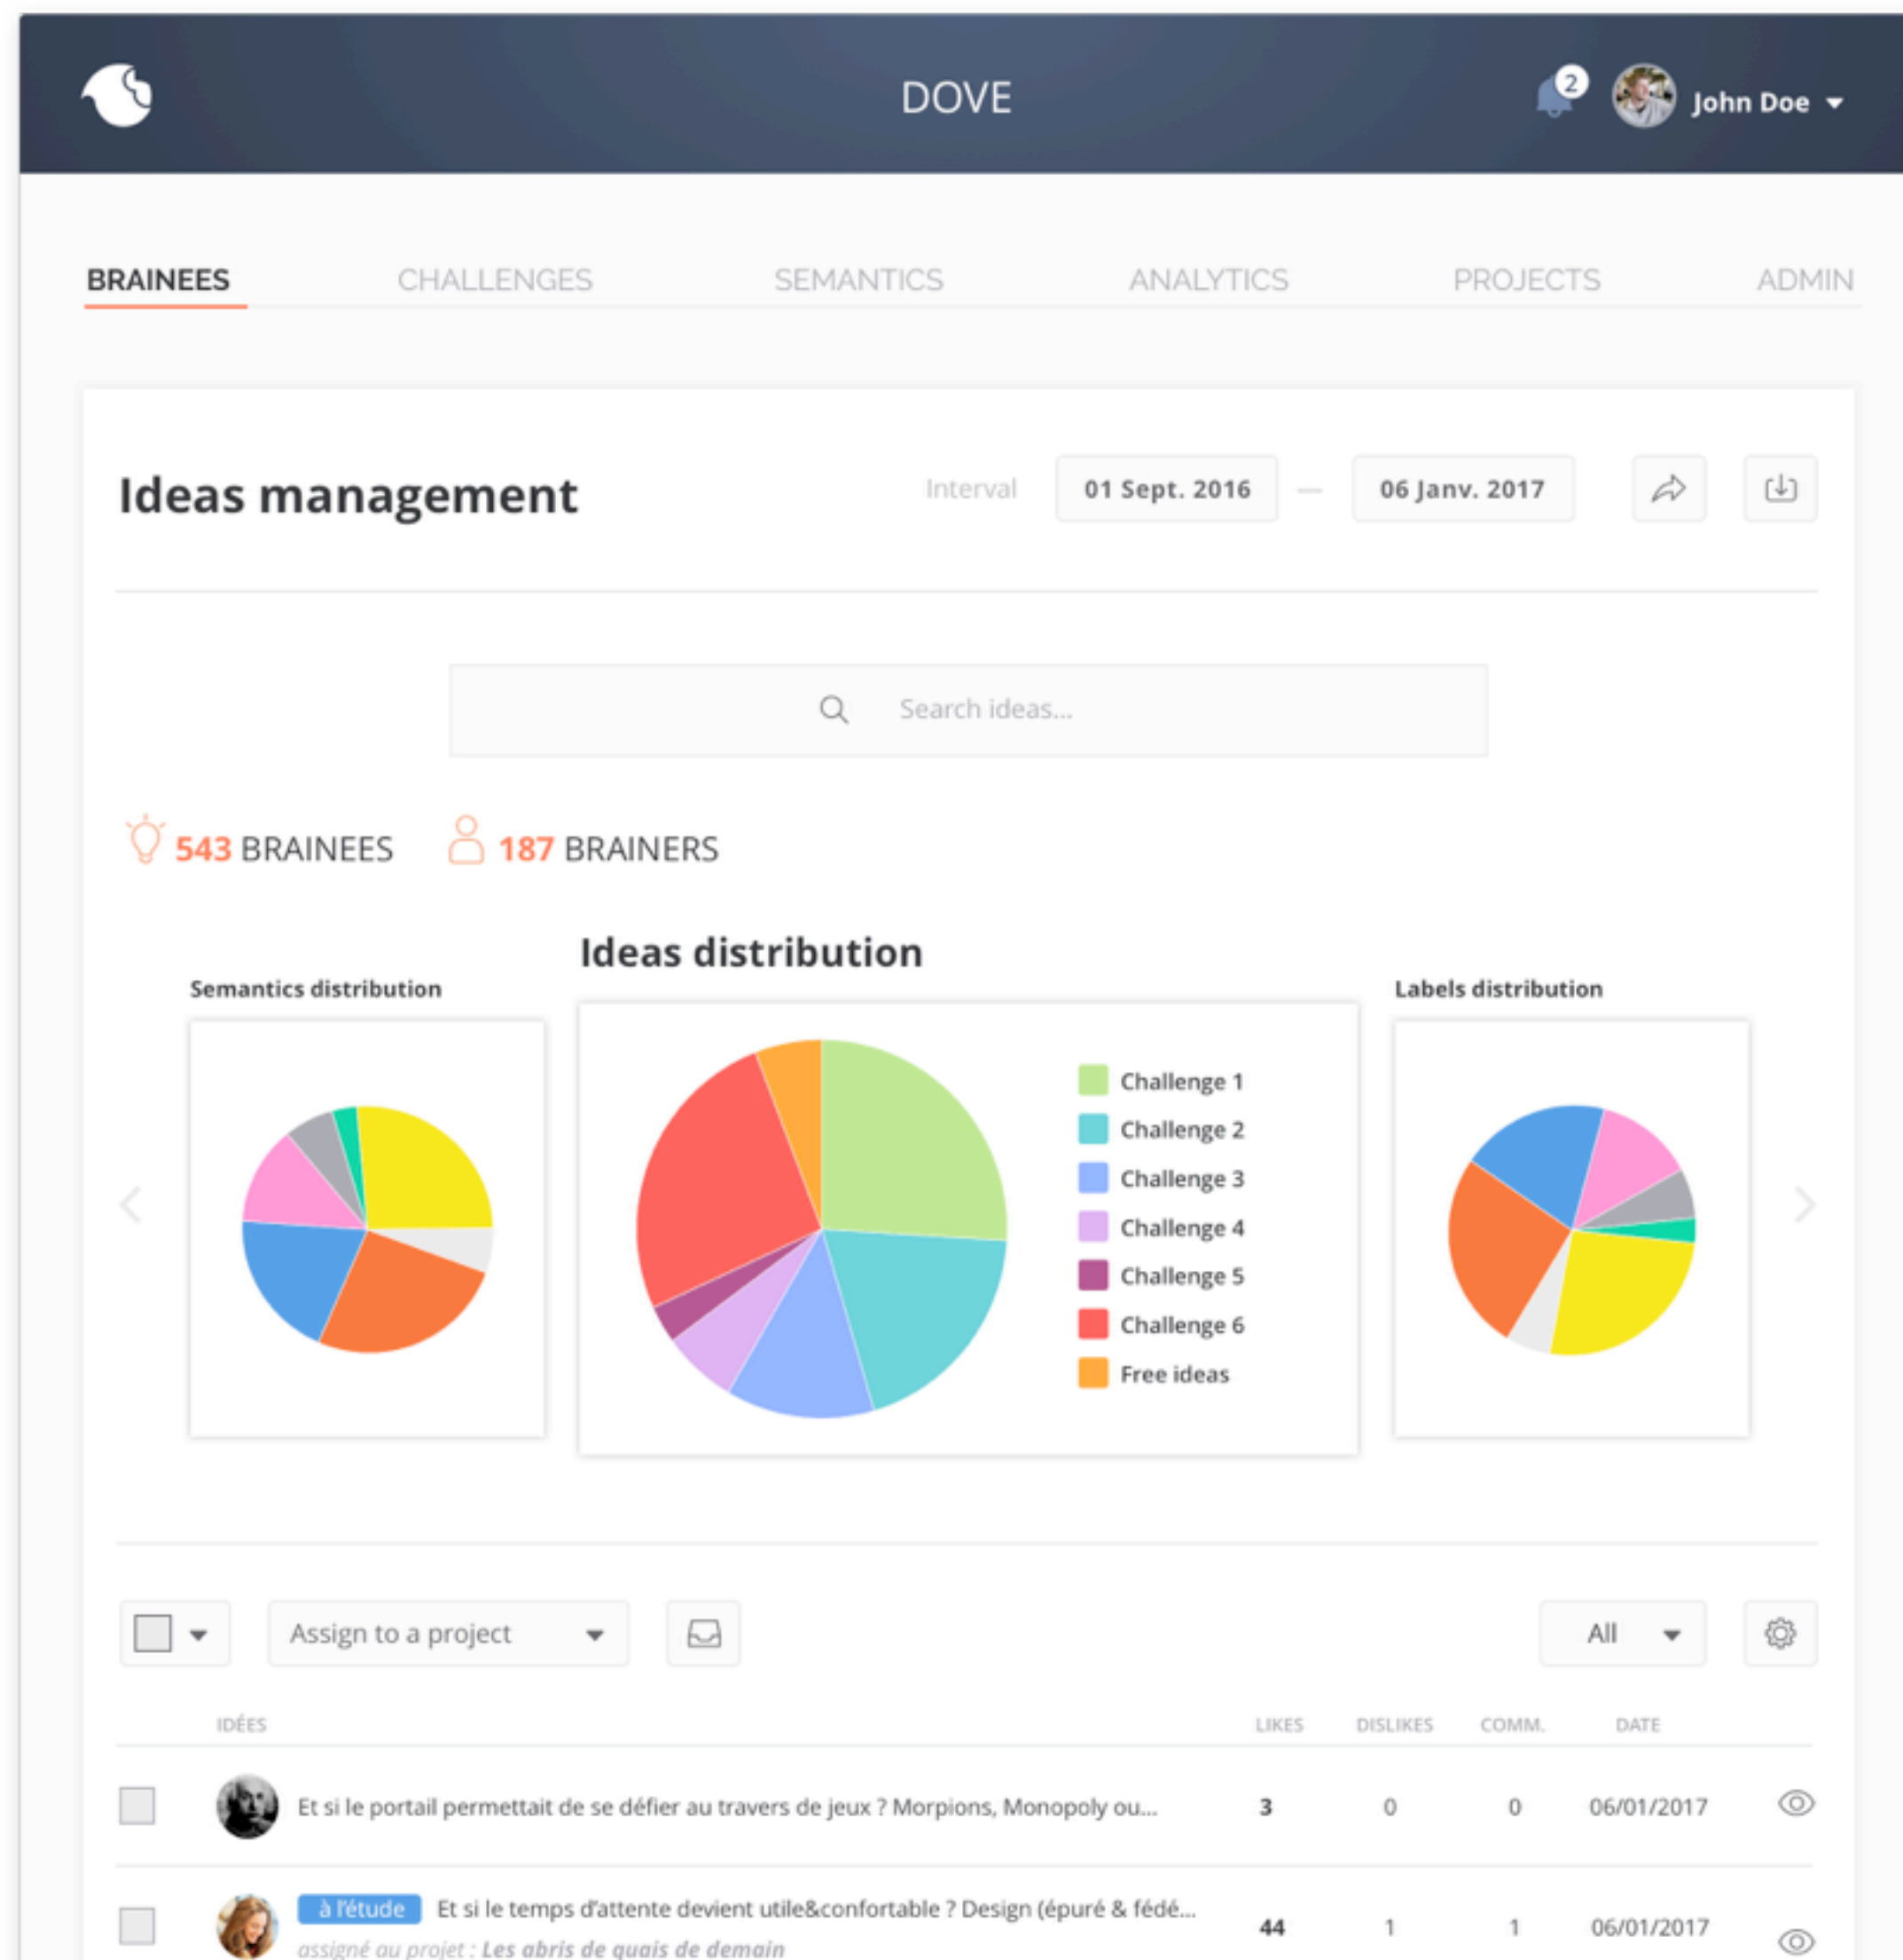 DOVE
2
John Doe
BRAINEES CHALLENGES SEMANTICS ANALYTICS PROJECTS ADMIN
Ideas management
Interval 01 Sept. 2016 — 06 Janv. 2017
Search ideas...
543 BRAINEES 187 BRAINERS
Semantics distribution
Ideas distribution
Challenge 1
Challenge 2
Challenge 3
Challenge 4
Challenge 5
Challenge 6
Free ideas
Labels distribution
Assign to a project
All
IDÉES LIKES DISLIKES COMM. DATE
Et si le portail permettait de se défier au travers de jeux ? Morpions, Monopoly ou... 3 0 0 06/01/2017
à l'étude Et si le temps d'attente devient utile&confortable ? Design (épuré & fédé... 44 1 1 06/01/2017
assigné au projet : Les abris de quais de demain